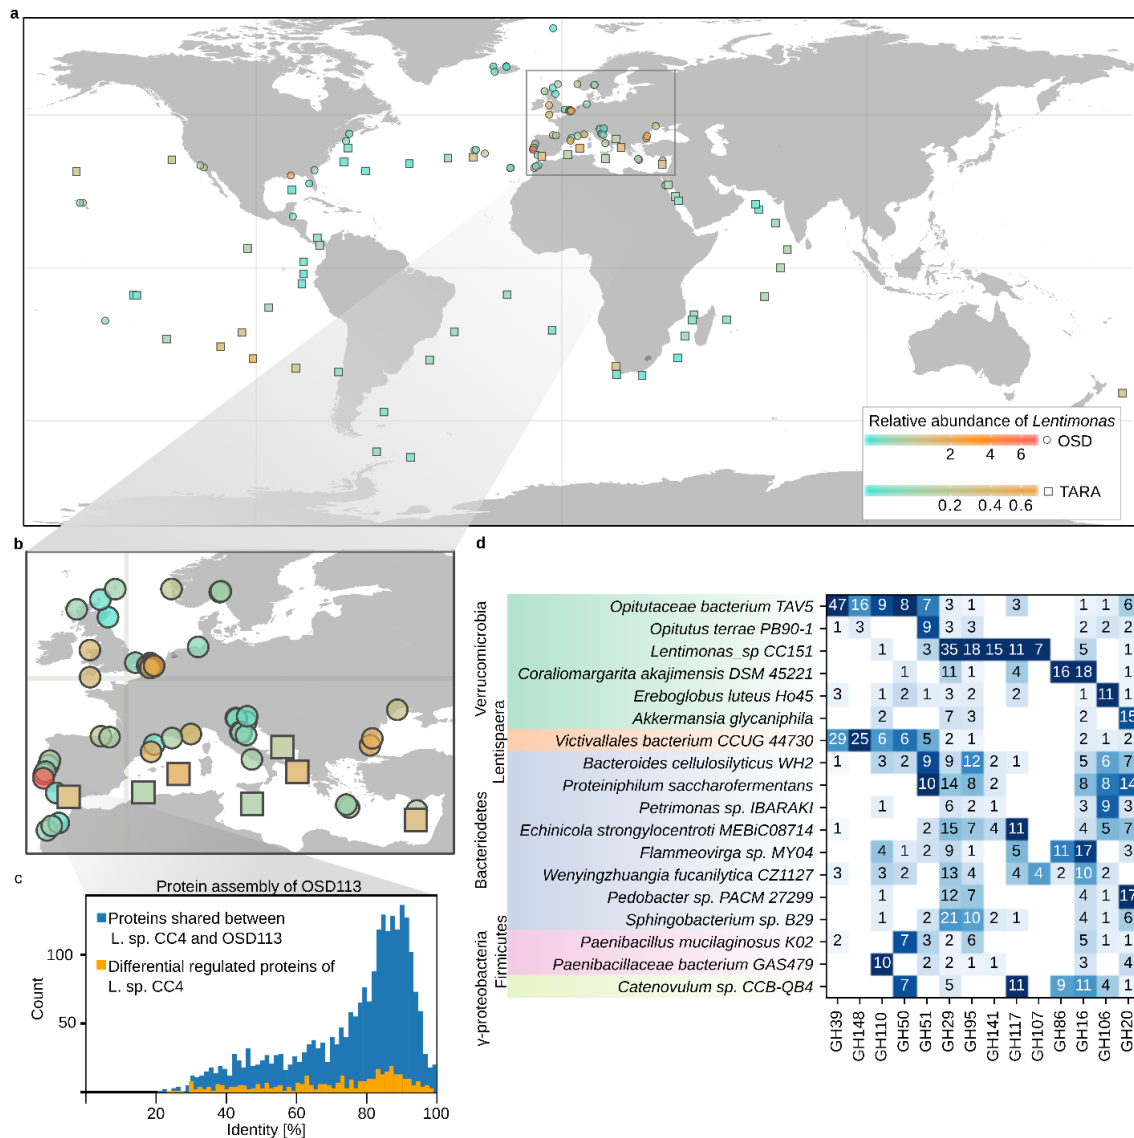 a
Relative abundance of Lentimonas
2 4 6 OSD
0.2 0.4 0.6 TARA
b
c
Protein assembly of OSD113
Proteins shared between
L. sp. CC4 and OSD113
Differential regulated proteins of
L. sp. CC4
Count
100
50
20 40 60 80 100
Identity [%]
d
Verrucomicrobia
Lentispaera
Bacteriodetes
Firmicutes
γ-proteobacteria
Opitutaceae bacterium TAV5 47 16 9 8 7 3 1 3 1 1 6
Opitutus terrae PB90-1 1 3 9 3 3 2 2 2
Lentimonas_sp CC151 1 3 35 18 15 11 7 5 1
Coraliomargarita akajimensis DSM 45221 1 11 1 4 16 18 1
Ereboglobus luteus Ho45 3 1 2 1 3 2 2 1 11 1
Akkermansia glycaniphila 2 7 3 2 15
Victivallales bacterium CCUG 44730 29 25 6 6 5 2 1 2 1 2
Bacteroides cellulosilyticus WH2 1 3 2 9 9 12 2 1 5 6 7
Proteiniphilum saccharofermentans 10 14 8 2 8 8 14
Petrimonas sp. IBARAKI 1 6 2 1 3 9 3
Echinicola strongylocentroti MEBiC08714 1 2 15 7 4 11 4 5 7
Flammeovirga sp. MY04 4 1 2 9 1 5 11 17 3
Wenyingzhuangia fucanilytica CZ1127 3 3 2 13 4 4 4 2 10 2
Pedobacter sp. PACM 27299 1 12 7 4 1 17
Sphingobacterium sp. B29 1 2 21 10 2 1 4 1 6
Paenibacillus mucilaginosus K02 2 7 3 2 6 5 1 1
Paenibacillaceae bacterium GAS479 10 2 2 1 1 3 4
Catenovulum sp. CCB-QB4 7 5 11 9 11 4 1
GH39 GH148 GH110 GH50 GH51 GH29 GH95 GH141 GH117 GH107 GH86 GH16 GH106 GH20